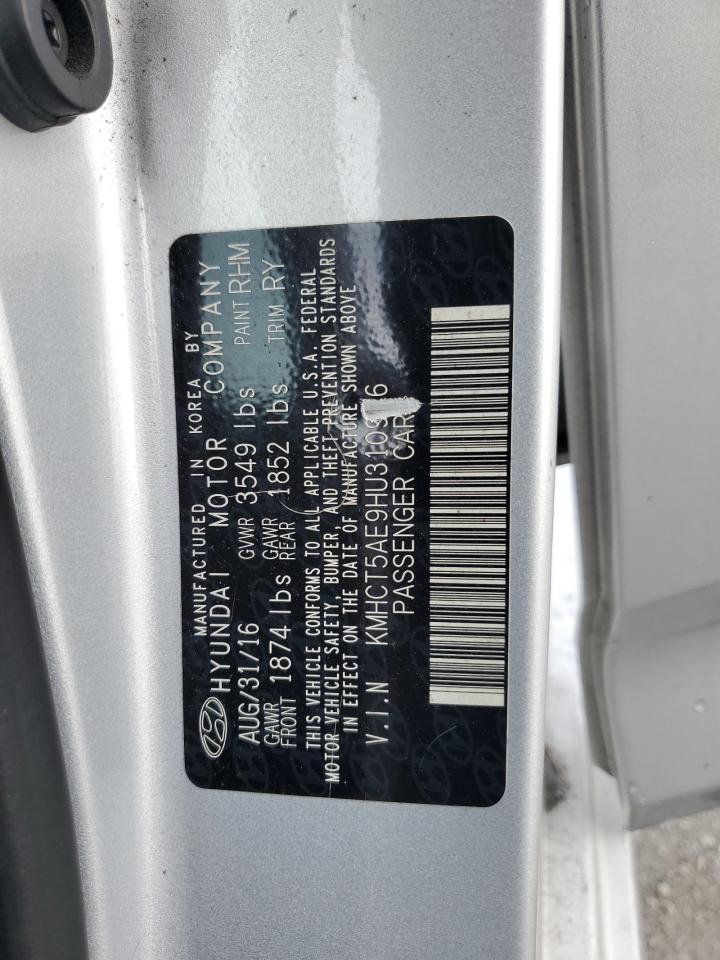 MANUFACTURED IN KOREA BY
HYUNDAI MOTOR COMPANY
AUG/31/16 GVWR 3549 lbs PAINT RHM
GAWR FRONT 1874 lbs GAWR REAR 1852 lbs TRIM RY
THIS VEHICLE CONFORMS TO ALL APPLICABLE U.S.A. FEDERAL
MOTOR VEHICLE SAFETY, BUMPER, AND THEFT PREVENTION STANDARDS
IN EFFECT ON THE DATE OF MANUFACTURE SHOWN ABOVE
V.I.N
PASSENGER CAR